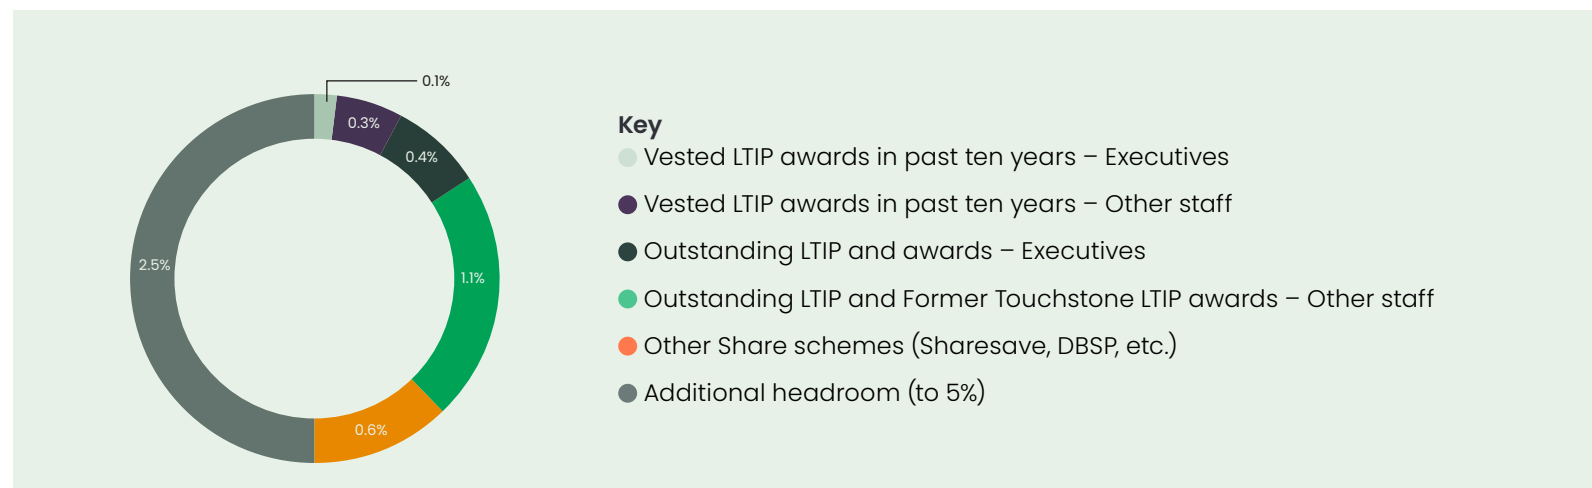 0.1%
0.3%
0.4%
1.1%
0.6%
2.5%
Key
Vested LTIP awards in past ten years – Executives
Vested LTIP awards in past ten years – Other staff
Outstanding LTIP and awards – Executives
Outstanding LTIP and Former Touchstone LTIP awards – Other staff
Other Share schemes (Sharesave, DBSP, etc.)
Additional headroom (to 5%)